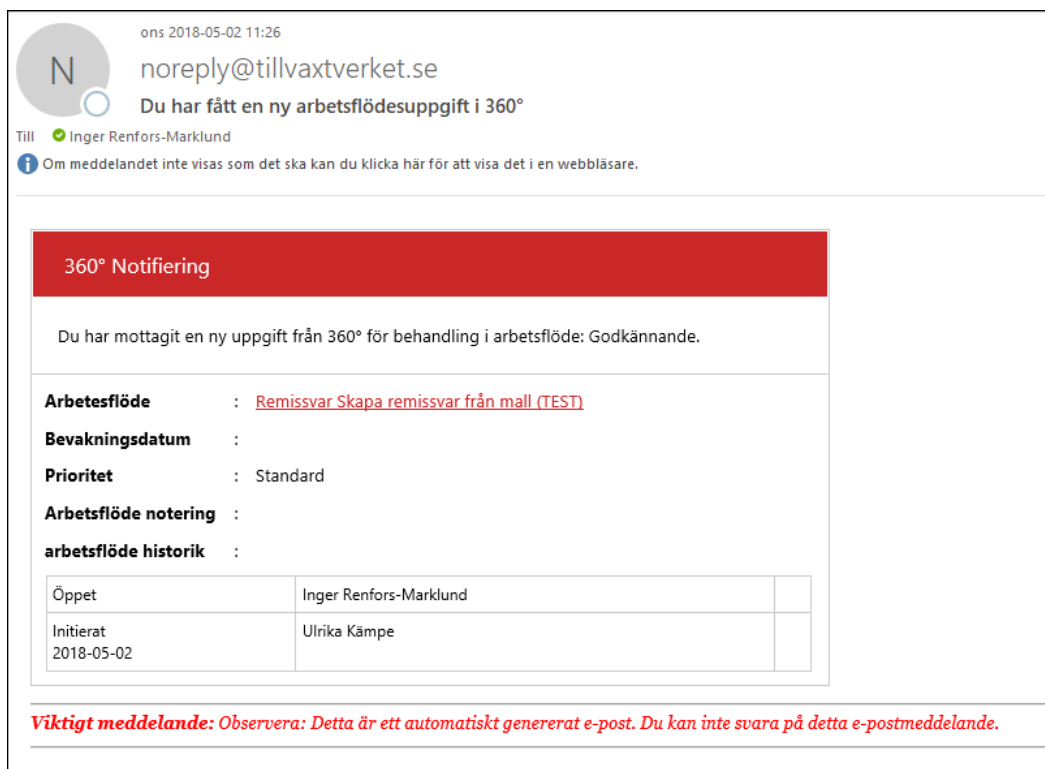 ons 2018-05-02 11:26
N
noreply@tillvaxtverket.se
Du har fått en ny arbetsflödesuppgift i 360°
Till Inger Renfors-Marklund
Om meddelandet inte visas som det ska kan du klicka här för att visa det i en webbläsare.
360° Notifiering
Du har mottagit en ny uppgift från 360° för behandling i arbetsflöde: Godkännande.
Arbetesflöde : Remissvar Skapa remissvar från mall (TEST)
Bevakningsdatum :
Prioritet : Standard
Arbetsflöde notering :
arbetsflöde historik :
Öppet Inger Renfors-Marklund
Initierat Ulrika Kämpe
2018-05-02
Viktigt meddelande: Observera: Detta är ett automatiskt genererat e-post. Du kan inte svara på detta e-postmeddelande.